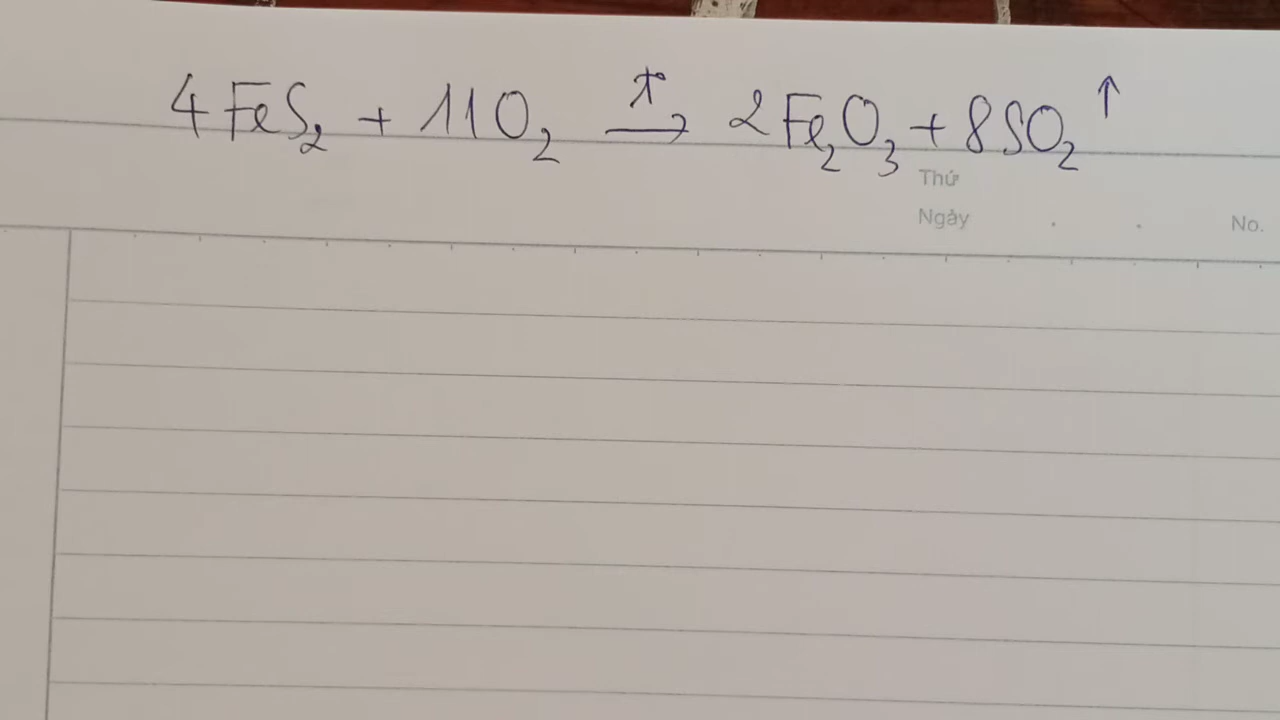 4FeS₂ + 11O₂ →(t°) 2Fe₂O₃ + 8SO₂ ↑
Thứ
Ngày . . No.